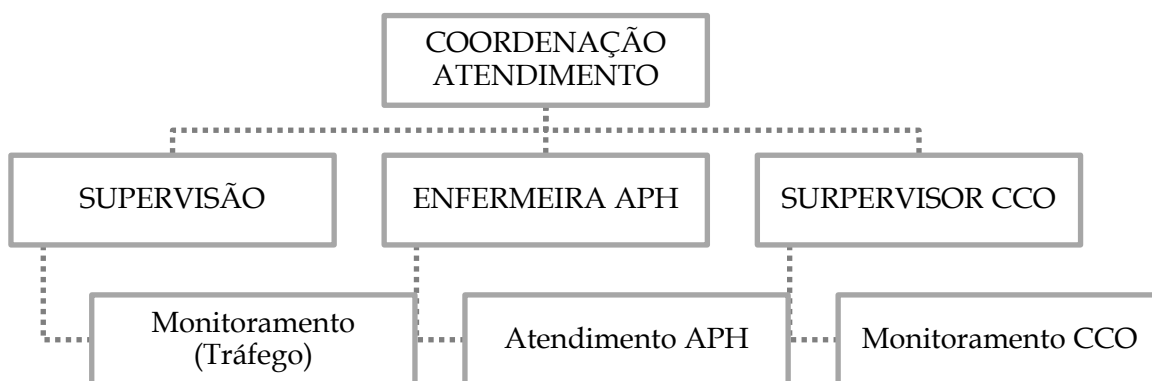 COORDENAÇÃO
ATENDIMENTO
SUPERVISÃO
ENFERMEIRA APH
SURPERVISOR CCO
Monitoramento
(Tráfego)
Atendimento APH
Monitoramento CCO